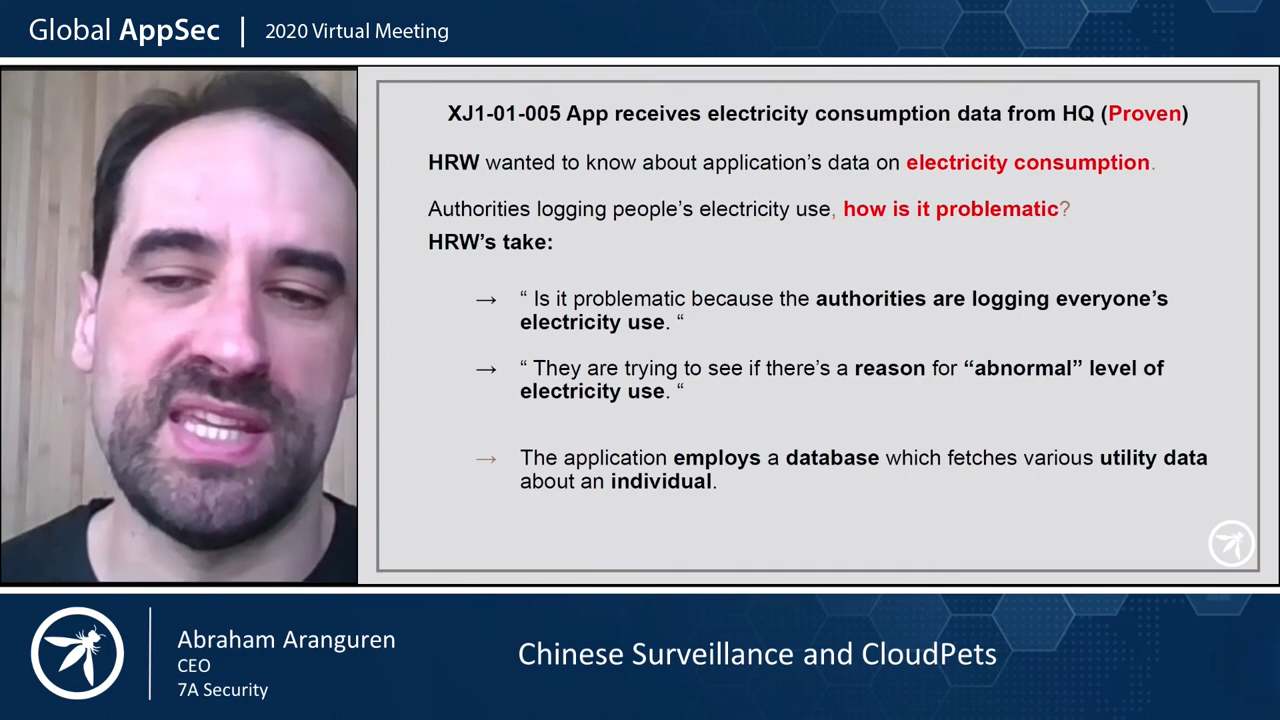 Global AppSec | 2020 Virtual Meeting
XJ1-01-005 App receives electricity consumption data from HQ (Proven)
HRW wanted to know about application's data on electricity consumption.
Authorities logging people's electricity use, how is it problematic?
HRW's take:
→ “ Is it problematic because the authorities are logging everyone's
electricity use. “
→ “ They are trying to see if there's a reason for “abnormal” level of
electricity use. “
→ The application employs a database which fetches various utility data
about an individual.
Abraham Aranguren
CEO
7A Security
Chinese Surveillance and CloudPets